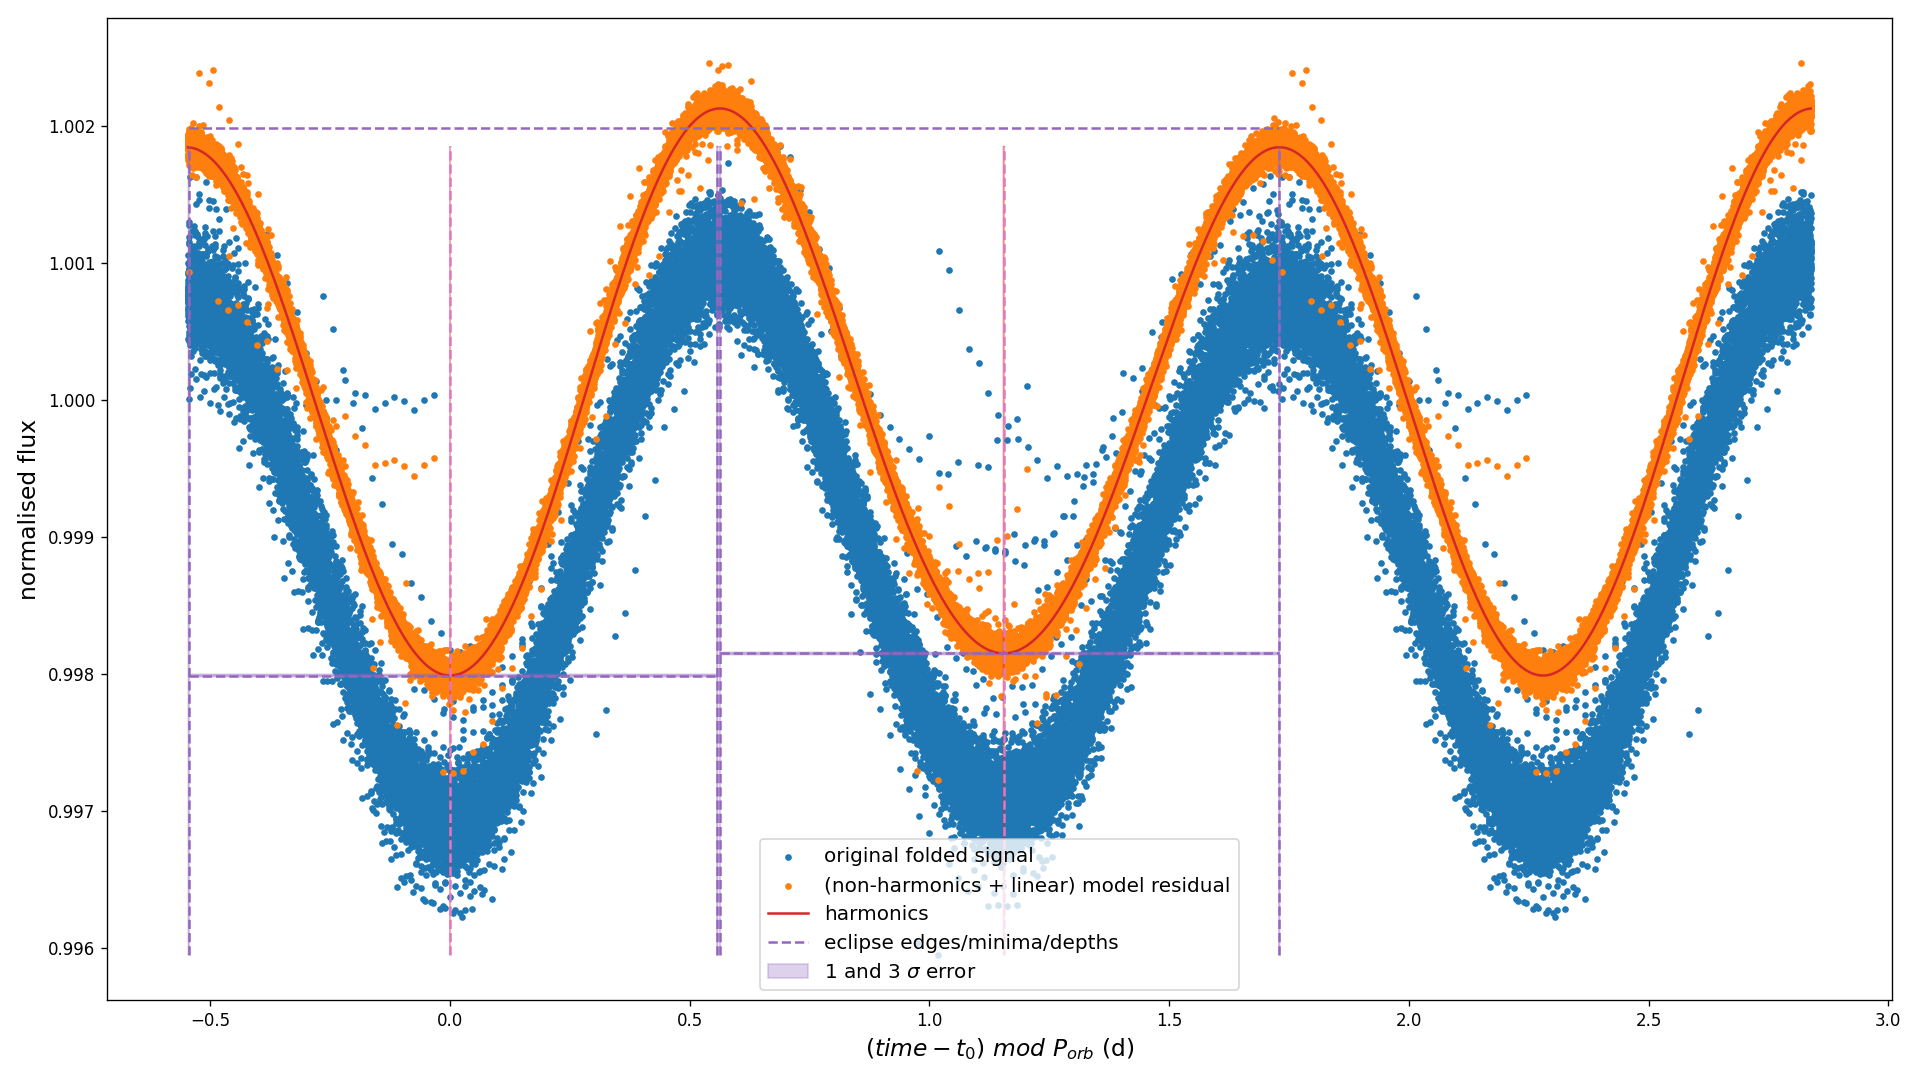 normalised flux
1.002
1.001
1.000
0.999
0.998
0.997
0.996
original folded signal
(non-harmonics + linear) model residual
harmonics
eclipse edges/minima/depths
1 and 3 σ error
−0.5 0.0 0.5 1.0 1.5 2.0 2.5 3.0
(time − t₀) mod P_orb (d)